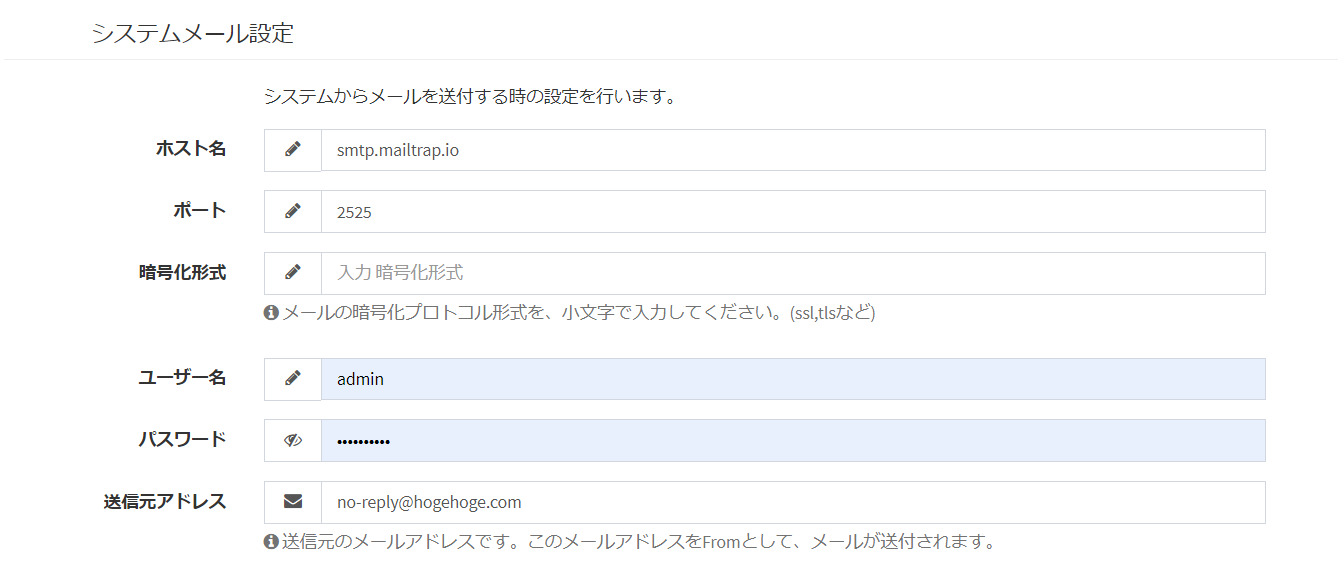 システムメール設定
システムからメールを送付する時の設定を行います。
ホスト名 smtp.mailtrap.io
ポート 2525
暗号化形式 入力 暗号化形式
メールの暗号化プロトコル形式を、小文字で入力してください。(ssl,tlsなど)
ユーザー名 admin
パスワード ••••••••••
送信元アドレス no-reply@hogehoge.com
送信元のメールアドレスです。このメールアドレスをFromとして、メールが送付されます。